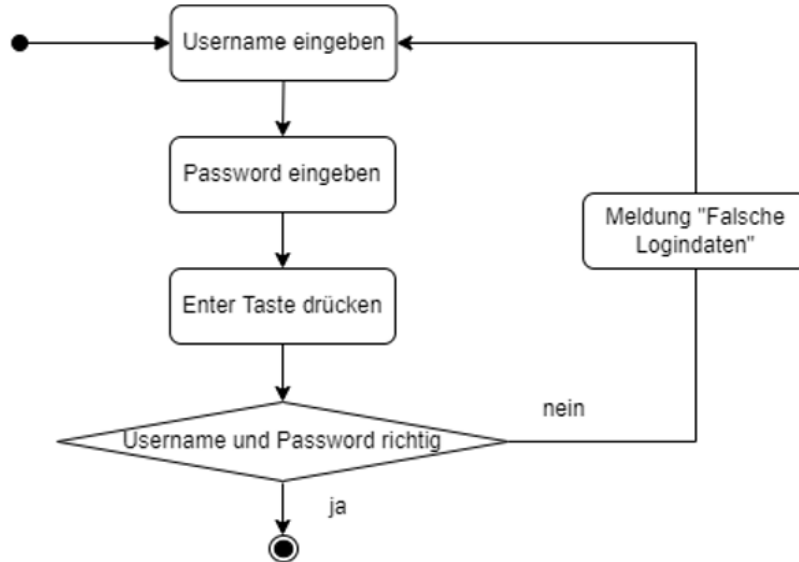 Username eingeben
Password eingeben
Meldung "Falsche
Logindaten"
Enter Taste drücken
nein
Username und Password richtig
ja